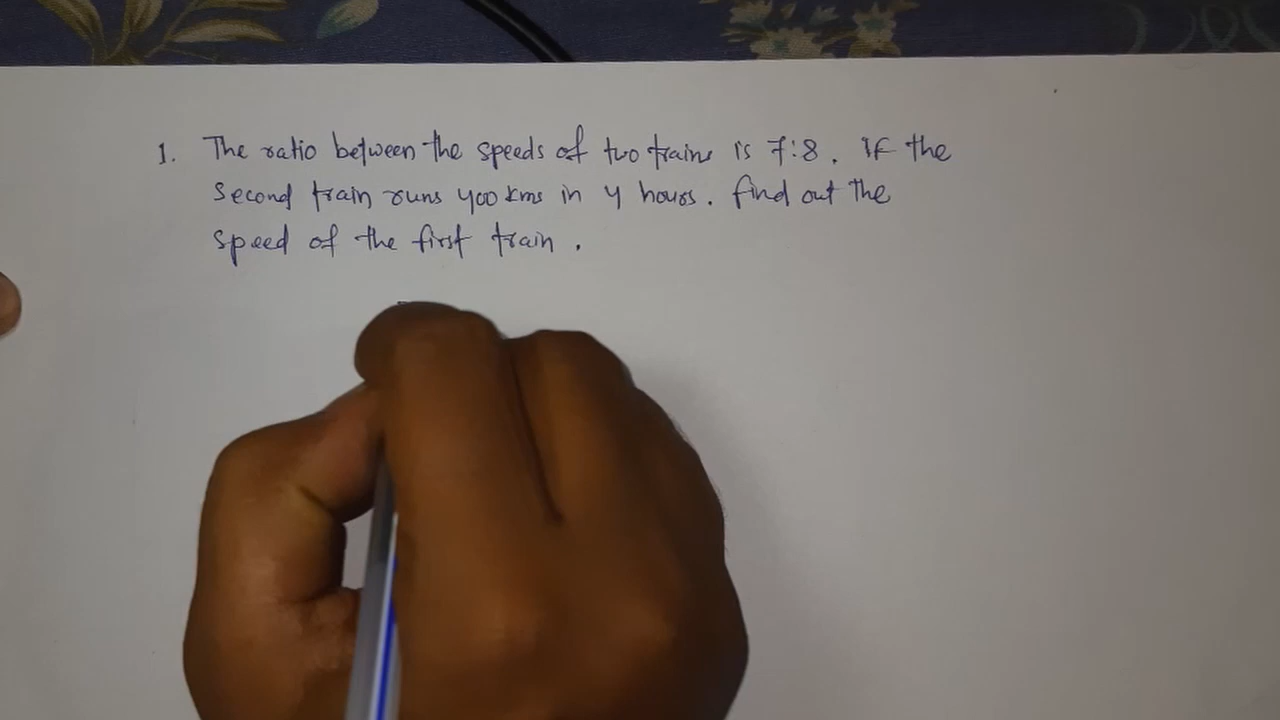 1. The ratio between the speeds of two trains is 7:8. If the
Second train runs 400 kms in 4 hours. find out the
speed of the first train.